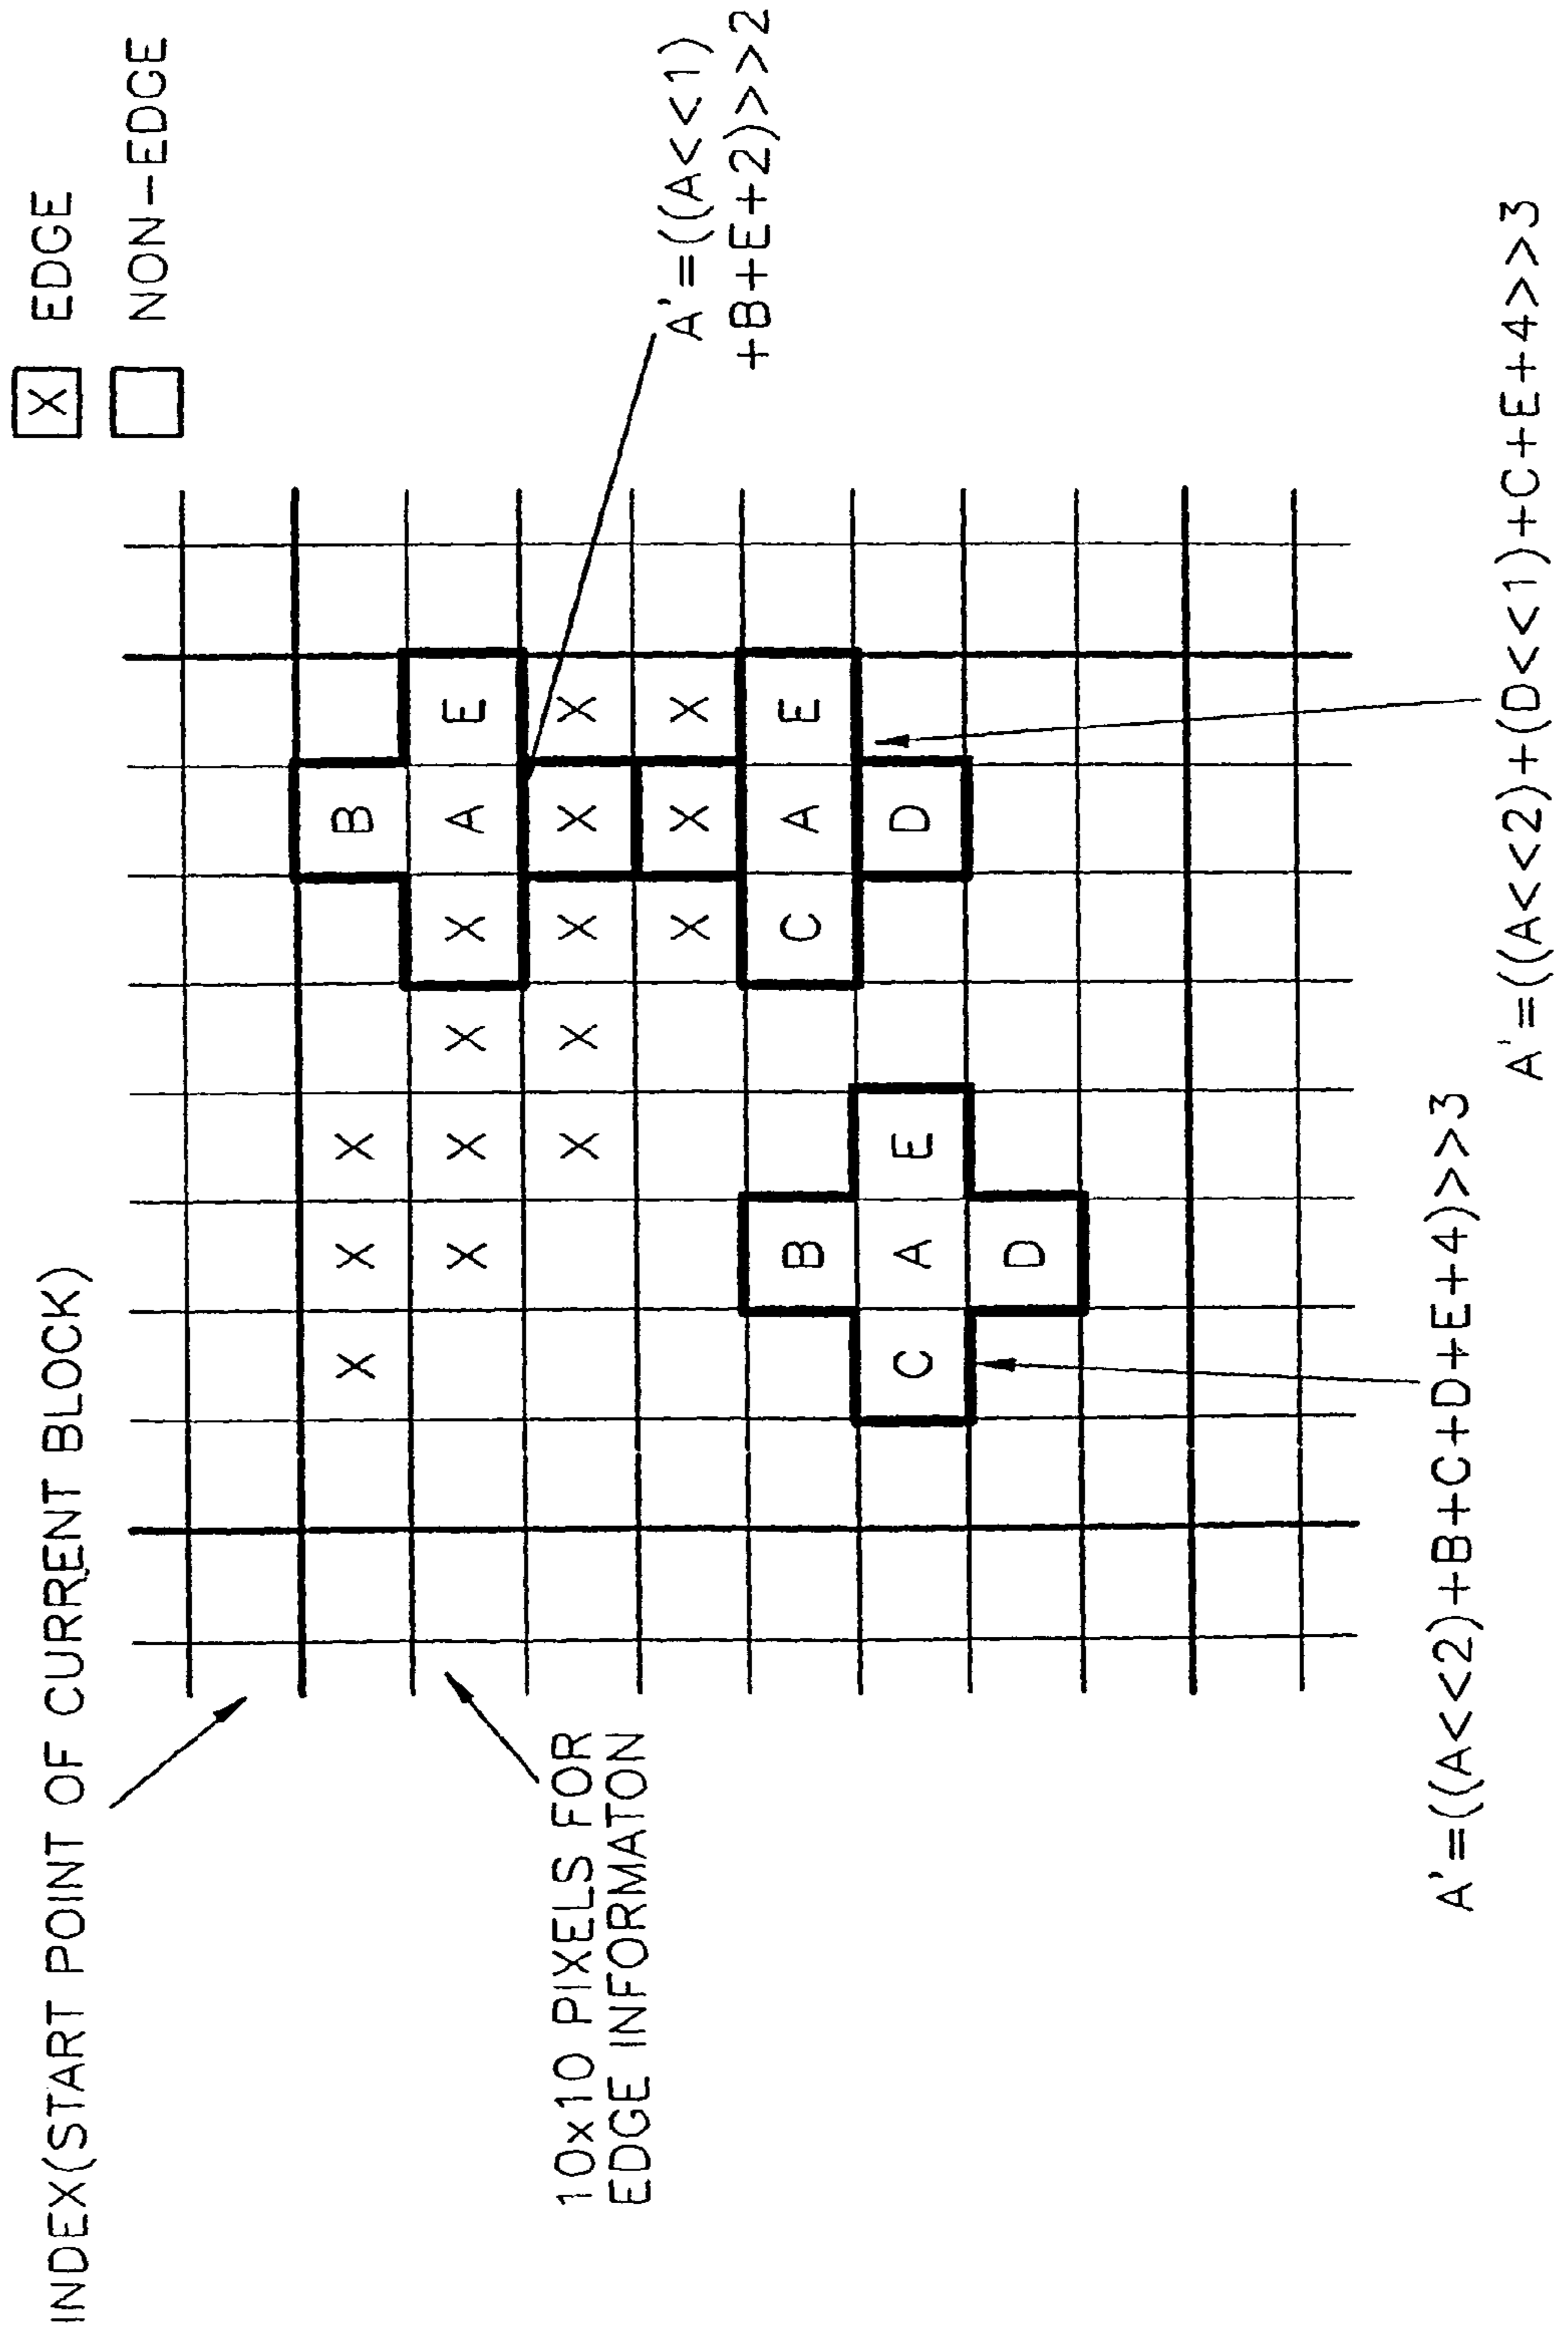 INDEX(START POINT OF CURRENT BLOCK)
X EDGE
NON-EDGE
X X X B
X X X X A E
X X X X X
X X X
B C A E
C A E D
D
10x10 PIXELS FOR
EDGE INFORMATON
A'=((A<<1)
+B+E+2)>>2
A'=((A<<2)+B+C+D+E+4)>>3
A'=((A<<2)+(D<<1)+C+E+4>>3